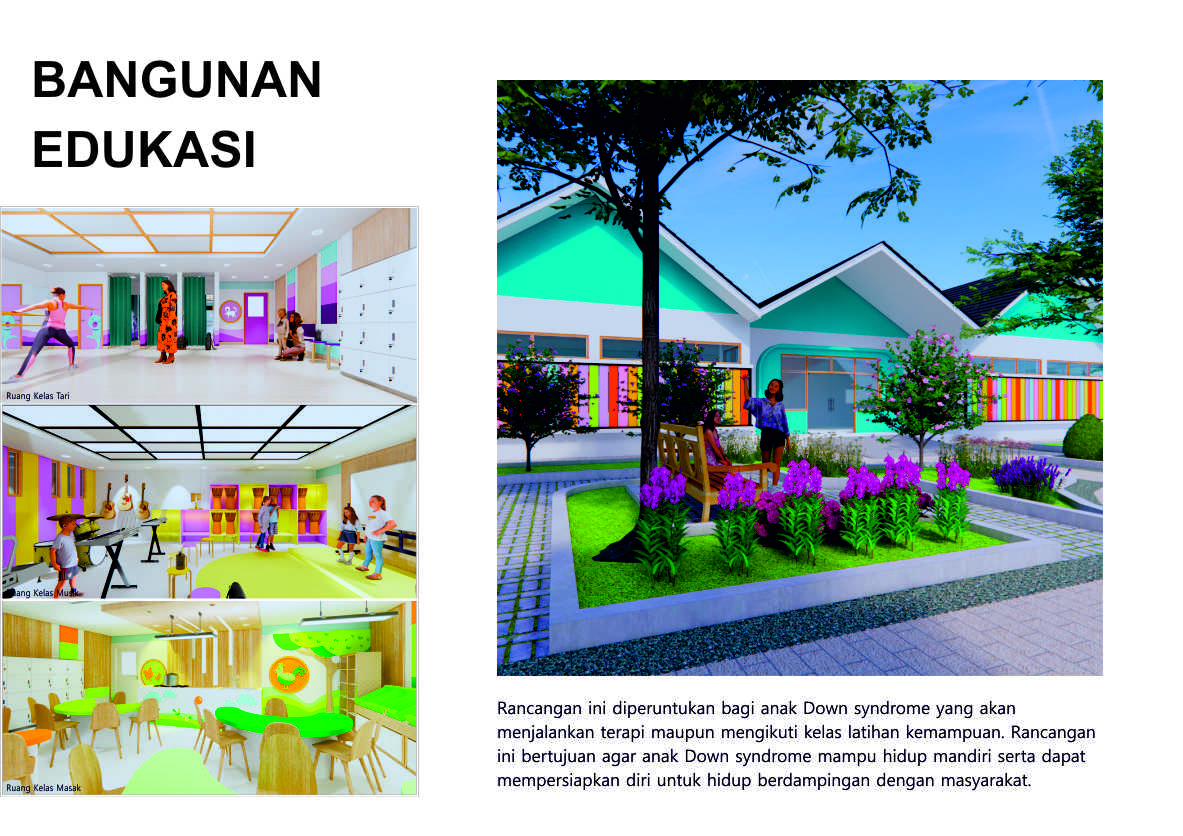 BANGUNAN
EDUKASI
Ruang Kelas Tari
Ruang Kelas Musik
Ruang Kelas Masak
Rancangan ini diperuntukan bagi anak Down syndrome yang akan
menjalankan terapi maupun mengikuti kelas latihan kemampuan. Rancangan
ini bertujuan agar anak Down syndrome mampu hidup mandiri serta dapat
mempersiapkan diri untuk hidup berdampingan dengan masyarakat.